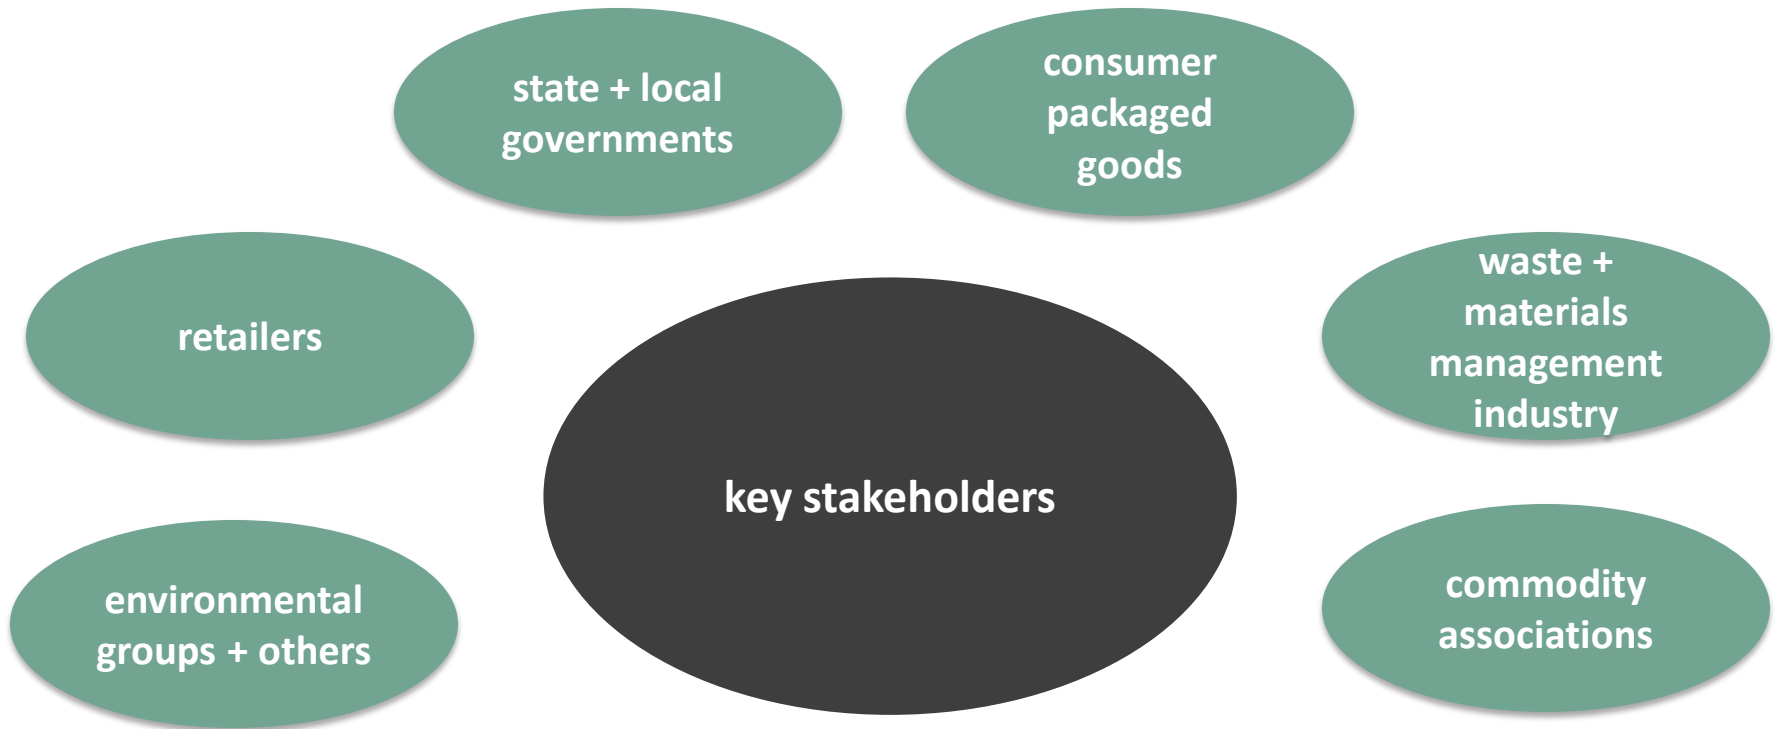 state + local
governments
consumer
packaged
goods
retailers
waste +
materials
management
industry
key stakeholders
environmental
groups + others
commodity
associations